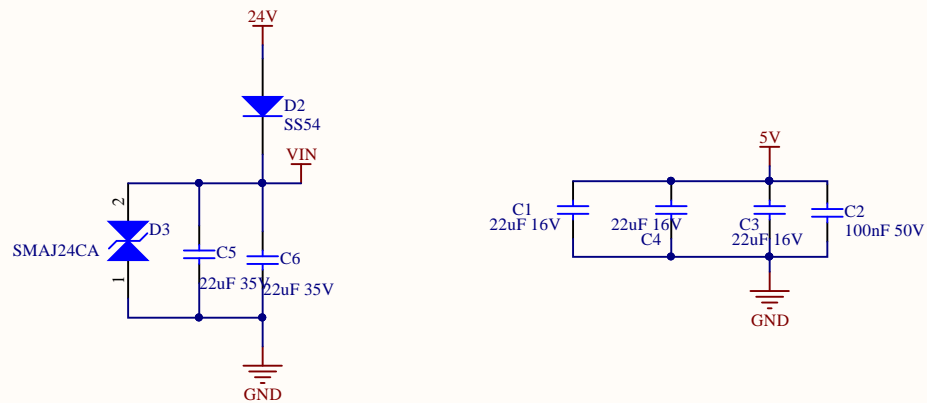 24V
D2
SS54
VIN
2
D3
SMAJ24CA
1
C5
22uF 35V
C6
22uF 35V
GND
5V
C1
22uF 16V
22uF 16V
C4
C3
22uF 16V
C2
100nF 50V
GND